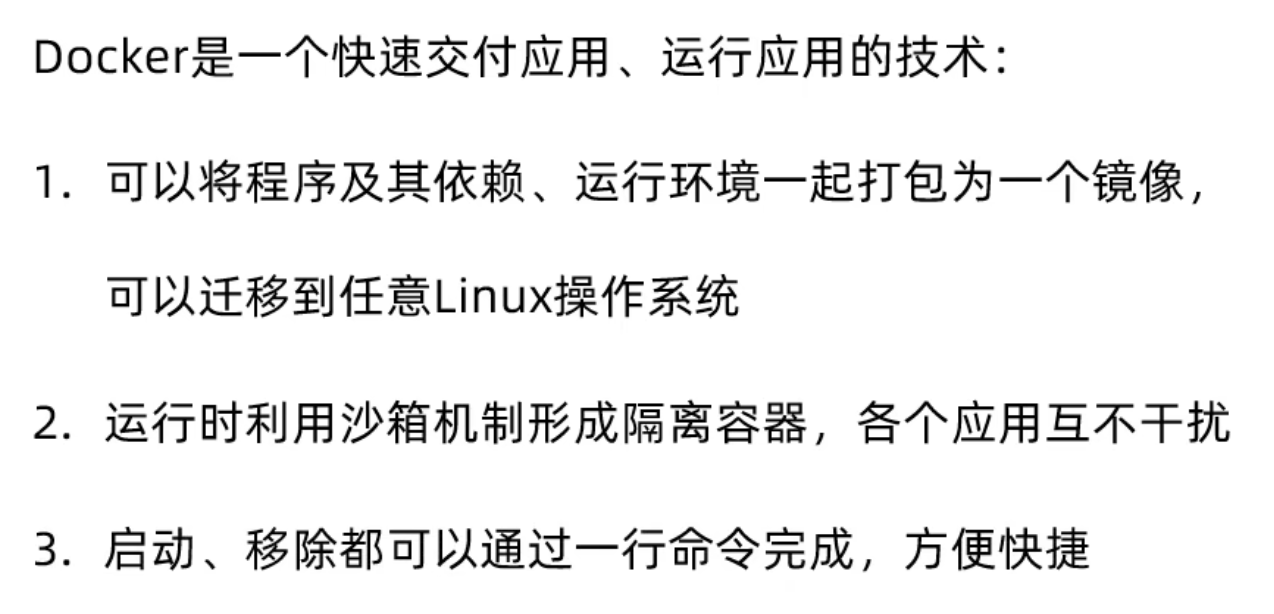 Docker是一个快速交付应用、运行应用的技术：
1. 可以将程序及其依赖、运行环境一起打包为一个镜像，
可以迁移到任意Linux操作系统
2. 运行时利用沙箱机制形成隔离容器，各个应用互不干扰
3. 启动、移除都可以通过一行命令完成，方便快捷